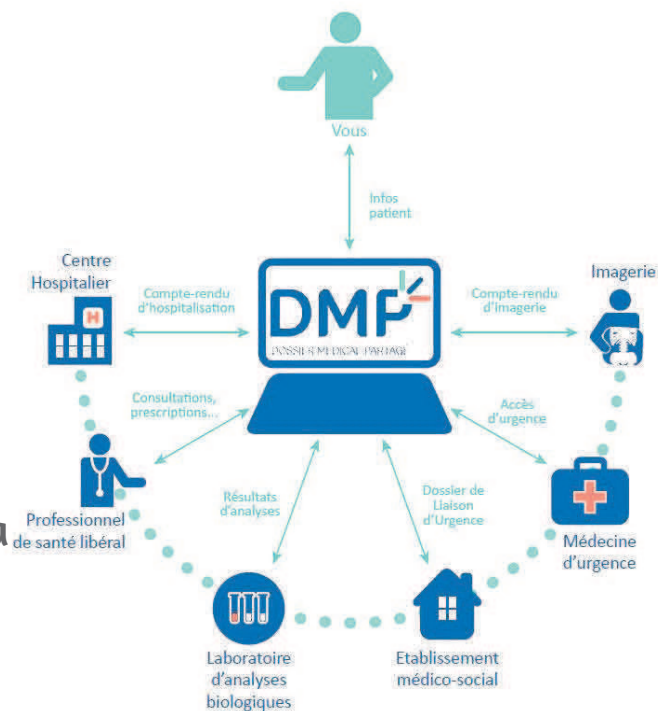 Vous
Infos
patient
Centre
Hospitalier
Imagerie
Compte-rendu
d'hospitalisation
DMP
DOSSIER MEDICAL PARTAGÉ
Compte-rendu
d'imagerie
Consultations,
prescriptions...
Accès
d'urgence
Professionnel
de santé libéral
Résultats
d'analyses
Dossier de
Liaison
d'Urgence
Médecine
d'urgence
H
Laboratoire
d'analyses
biologiques
Etablissement
médico-social